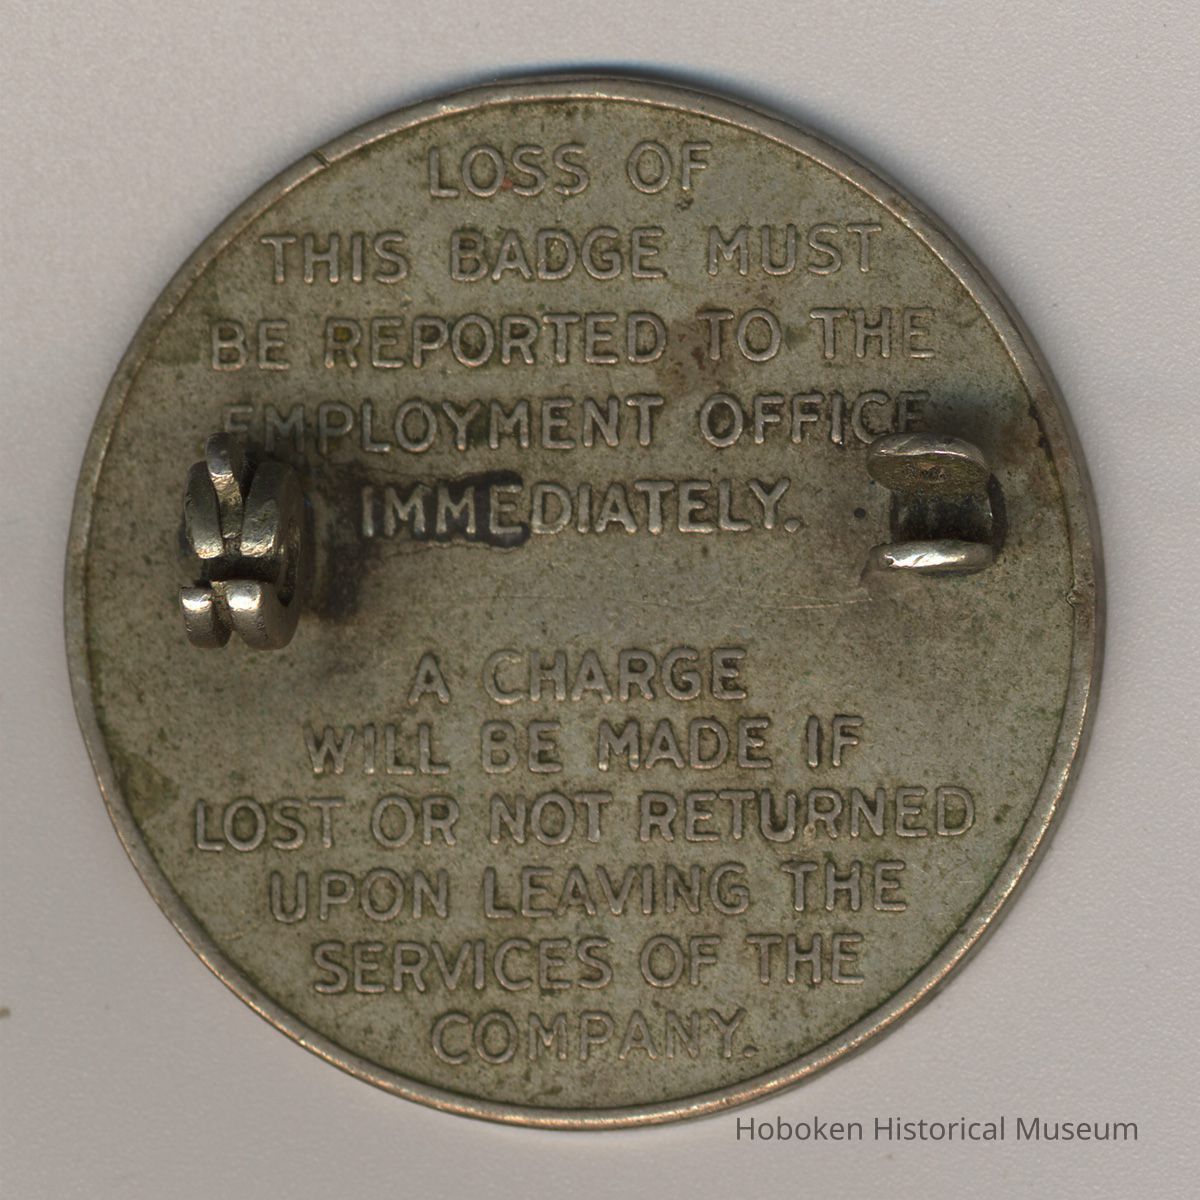 LOSS OF
THIS BADGE MUST
BE REPORTED TO THE
EMPLOYMENT OFFICE
IMMEDIATELY.
A CHARGE
WILL BE MADE IF
LOST OR NOT RETURNED
UPON LEAVING THE
SERVICES OF THE
COMPANY.
Hoboken Historical Museum